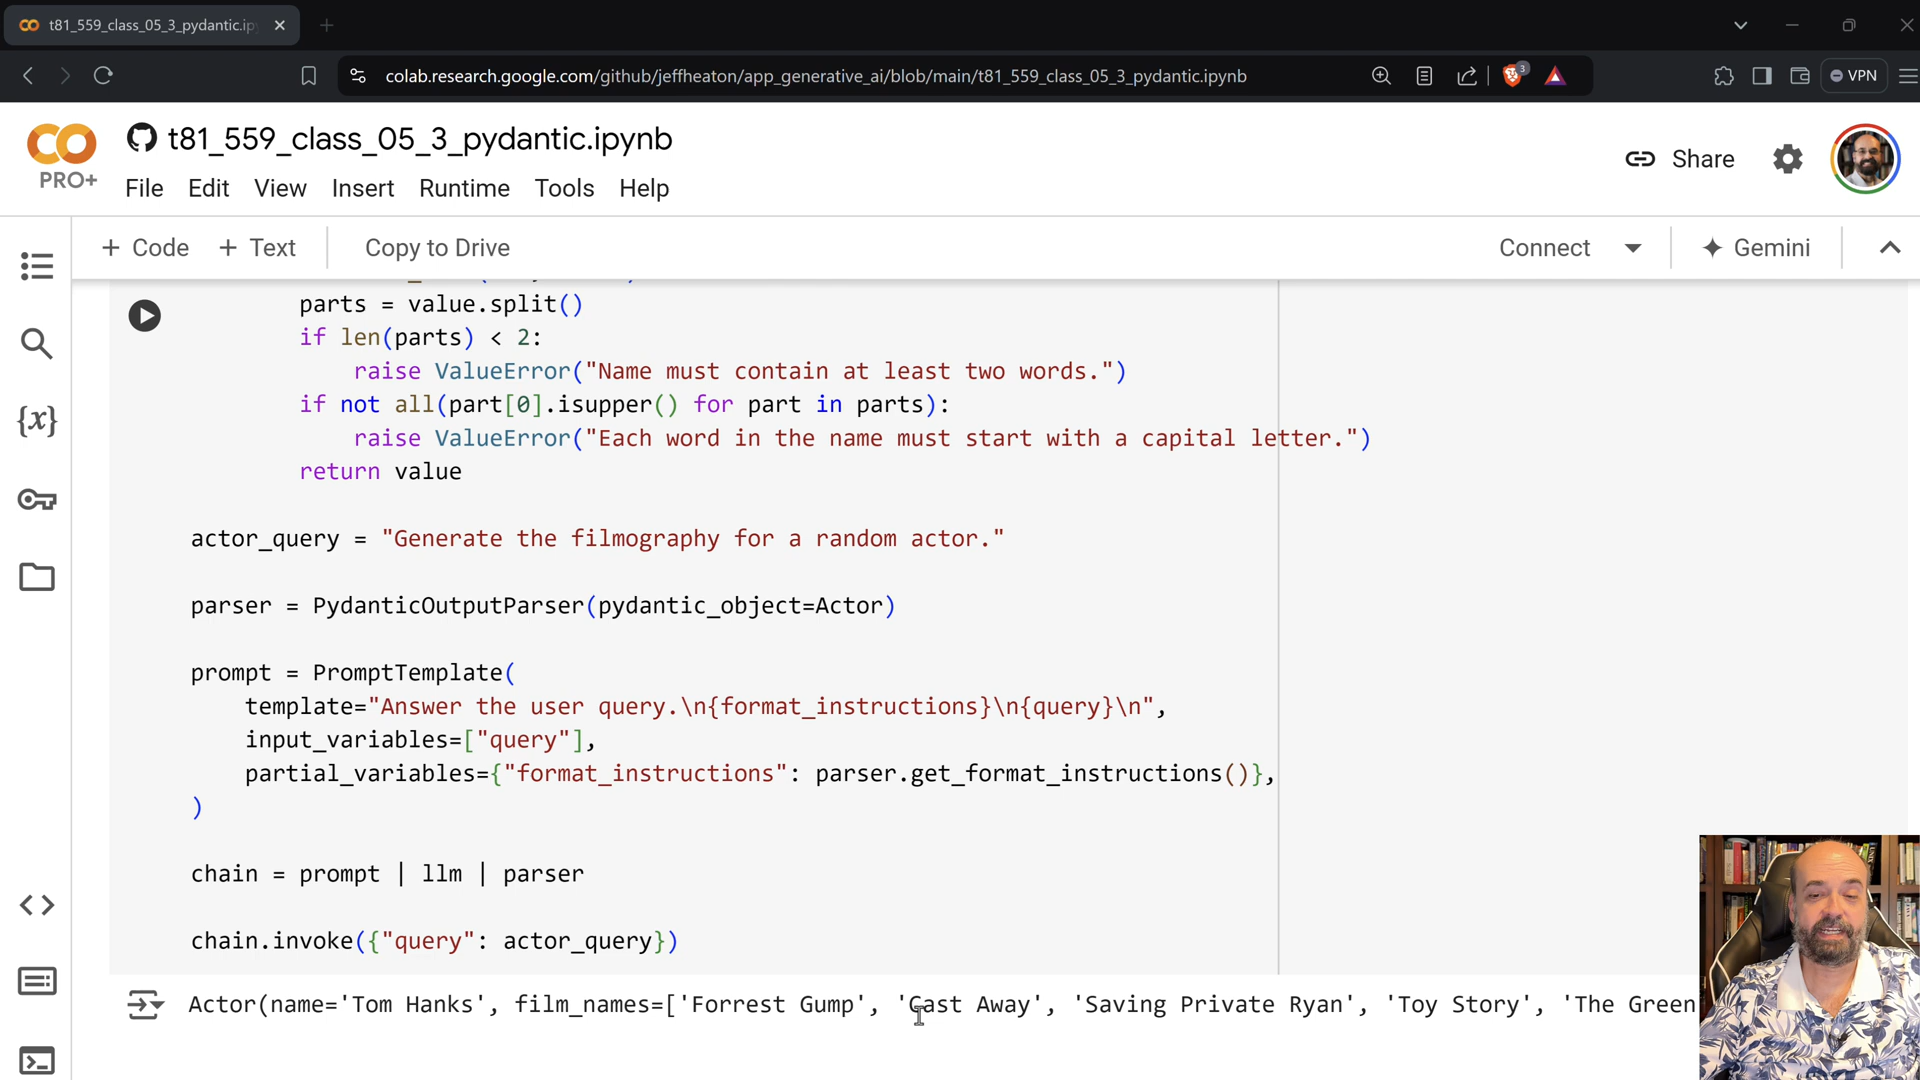 t81_559_class_05_3_pydantic.ip
colab.research.google.com/github/jeffheaton/app_generative_ai/blob/main/t81_559_class_05_3_pydantic.ipynb
3
VPN
PRO+
t81_559_class_05_3_pydantic.ipynb
File Edit View Insert Runtime Tools Help
Share
+ Code + Text Copy to Drive
Connect
Gemini
{x}
parts = value.split()
if len(parts) < 2:
raise ValueError("Name must contain at least two words.")
if not all(part[0].isupper() for part in parts):
raise ValueError("Each word in the name must start with a capital letter.")
return value
actor_query = "Generate the filmography for a random actor."
parser = PydanticOutputParser(pydantic_object=Actor)
prompt = PromptTemplate(
template="Answer the user query.\n{format_instructions}\n{query}\n",
input_variables=["query"],
partial_variables={"format_instructions": parser.get_format_instructions()},
)
chain = prompt | llm | parser
chain.invoke({"query": actor_query})
Actor(name='Tom Hanks', film_names=['Forrest Gump', 'Cast Away', 'Saving Private Ryan', 'Toy Story', 'The Green